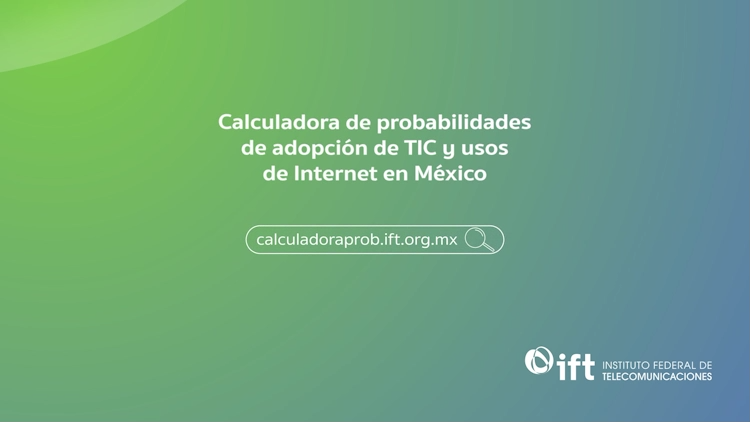 Calculadora de probabilidades
de adopción de TIC y usos
de Internet en México
calculadoraprob.ift.org.mx
ift
INSTITUTO FEDERAL DE
TELECOMUNICACIONES